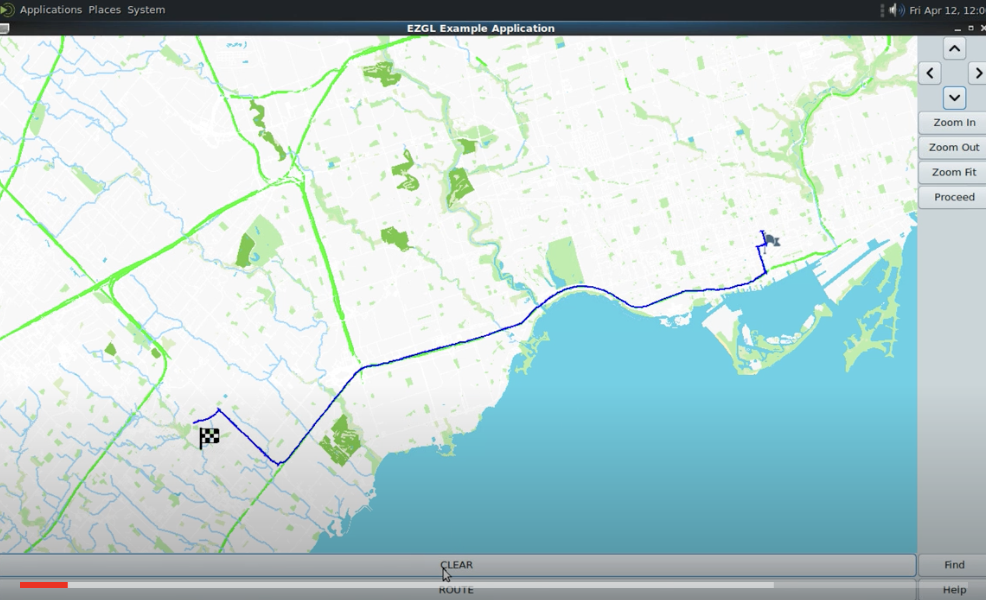 Applications Places System
Fri Apr 12, 12:0
EZGL Example Application
Zoom In
Zoom Out
Zoom Fit
Proceed
CLEAR
Find
ROUTE
Help